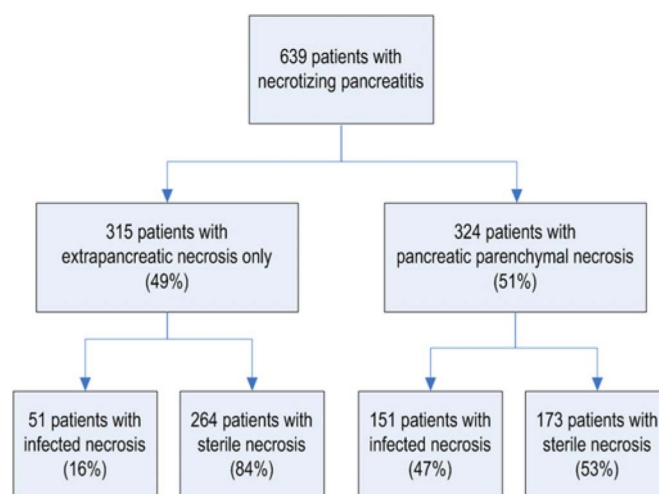 639 patients with
necrotizing pancreatitis
315 patients with
extrapancreatic necrosis only
(49%)
324 patients with
pancreatic parenchymal necrosis
(51%)
51 patients with
infected necrosis
(16%)
264 patients with
sterile necrosis
(84%)
151 patients with
infected necrosis
(47%)
173 patients with
sterile necrosis
(53%)